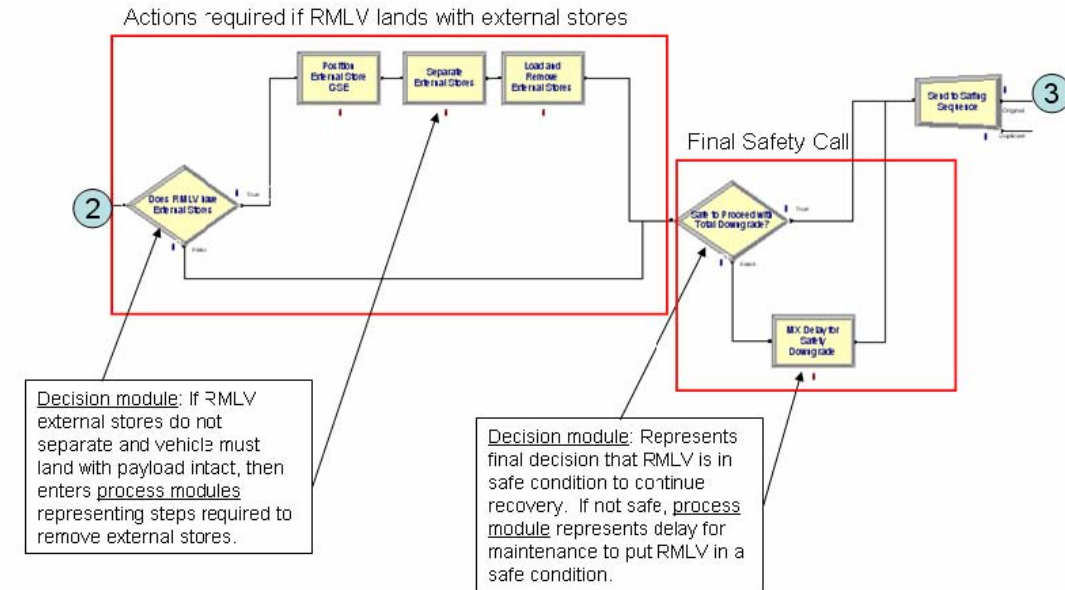 Actions required if RMLV lands with external stores
Position
External Store
GSE
Separate
External Stores
Load and
Remove
External Stores
Send to Safing
Sequence
3
Original
Duplicate
Final Safety Call
2
Does RMLV have
External Stores
True
False
Safe to Proceed with
Total Downgrade?
True
False
MX Delay for
Safety
Downgrade
Decision module: If RMLV
external stores do not
separate and vehicle must
land with payload intact, then
enters process modules
representing steps required to
remove external stores.
Decision module: Represents
final decision that RMLV is in
safe condition to continue
recovery. If not safe, process
module represents delay for
maintenance to put RMLV in a
safe condition.